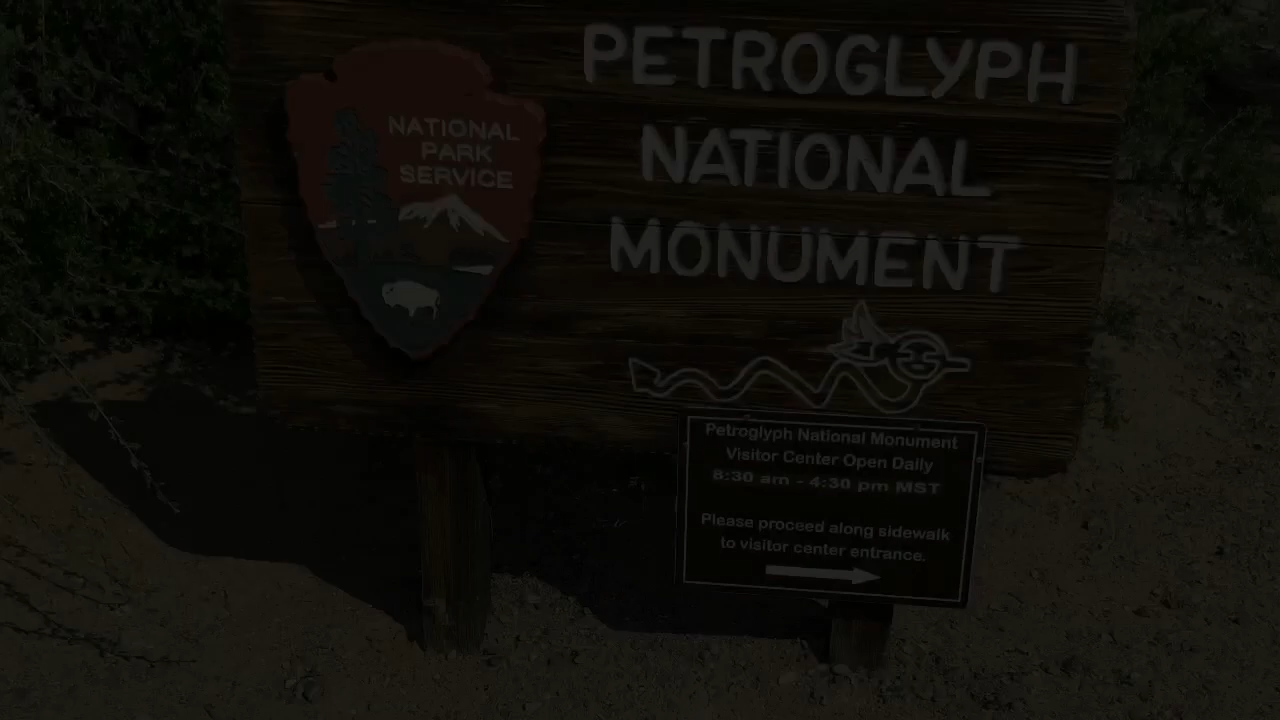 NATIONAL
PARK
SERVICE
PETROGLYPH
NATIONAL
MONUMENT
Petroglyph National Monument
Visitor Center Open Daily
8:30 am - 4:30 pm MST
Please proceed along sidewalk
to visitor center entrance.